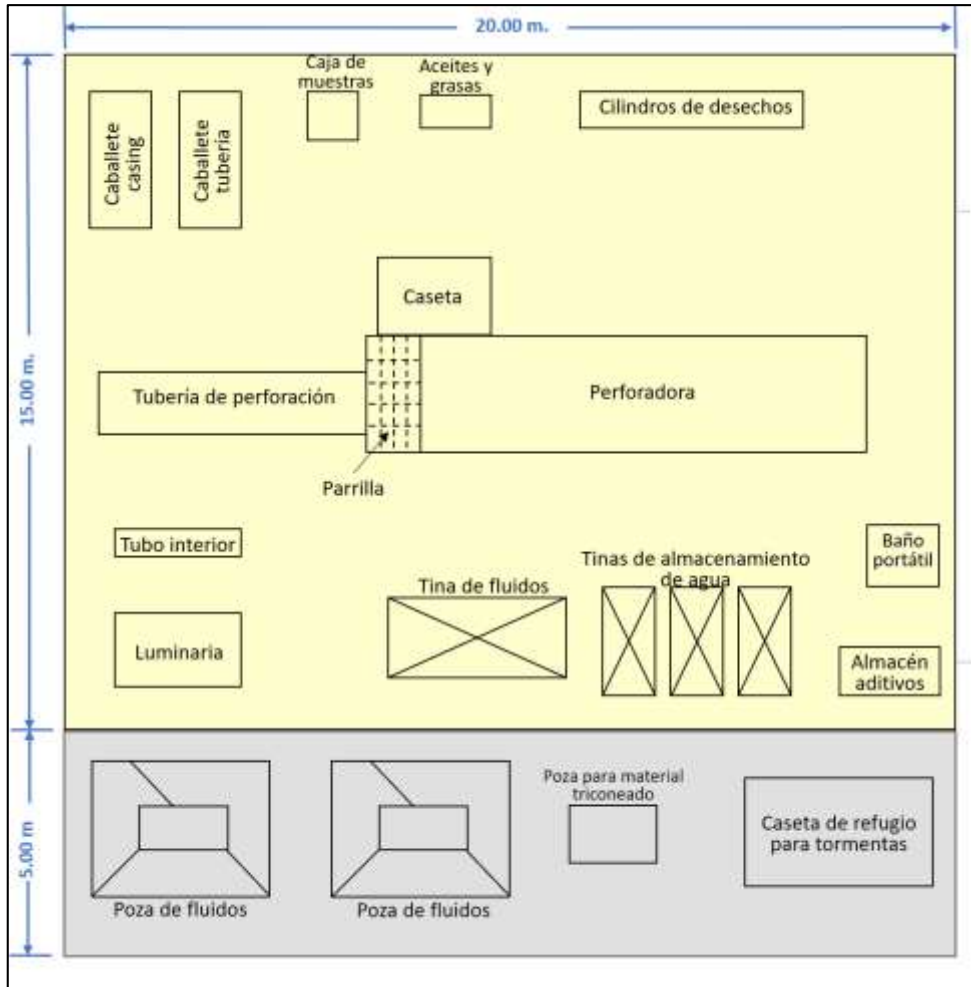 20.00 m.
Caja de
muestras
Aceites y
grasas
Cilindros de desechos
Caballete
casing
Caballete
tubería
Caseta
15.00 m.
Tubería de perforación
Perforadora
Parrilla
Tubo interior
Baño
portátil
Tinas de almacenamiento
de agua
Tina de fluidos
Luminaria
Almacén
aditivos
5.00 m
Poza para material
triconeado
Caseta de refugio
para tormentas
Poza de fluidos
Poza de fluidos